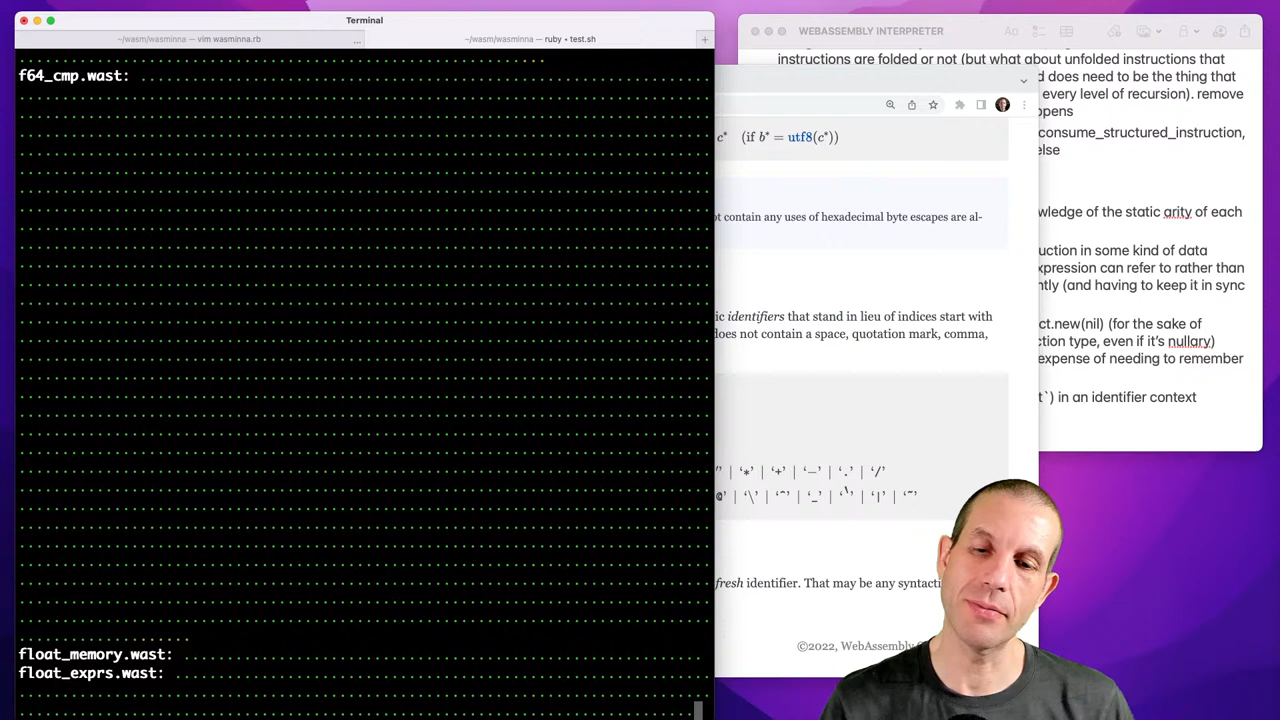 Terminal
~/wasm/wasminna — vim wasminna.rb
...
~/wasm/wasminna — ruby • test.sh
+
f64_cmp.wast:
float_memory.wast:
float_exprs.wast:
WEBASSEMBLY INTERPRETER
Aa
instructions are folded or not (but what about unfolded instructions that
d does need to be the thing that
every level of recursion). remove
pens
consume_structured_instruction,
else
wledge of the static arity of each
uction in some kind of data
xpression can refer to rather than
ntly (and having to keep it in sync
ct.new(nil) (for the sake of
ction type, even if it's nullary)
expense of needing to remember
t`) in an identifier context
c* (if b* = utf8(c*))
ot contain any uses of hexadecimal byte escapes are al-
ic identifiers that stand in lieu of indices start with
does not contain a space, quotation mark, comma,
’ | ‘*’ | ‘+’ | ‘−’ | ‘.’ | ‘/’
@’ | ‘\’ | ‘^’ | ‘_’ | ‘`’ | ‘|’ | ‘~’
fresh identifier. That may be any syntacti
©2022, WebAssembly